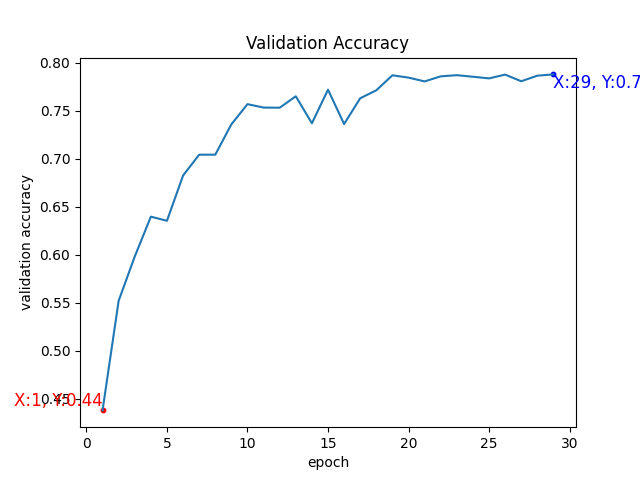 Validation Accuracy
0.80
0.75
0.70
0.65
0.60
0.55
0.50
0.45
validation accuracy
X:1, Y:0.44
X:29, Y:0.7
0 5 10 15 20 25 30
epoch